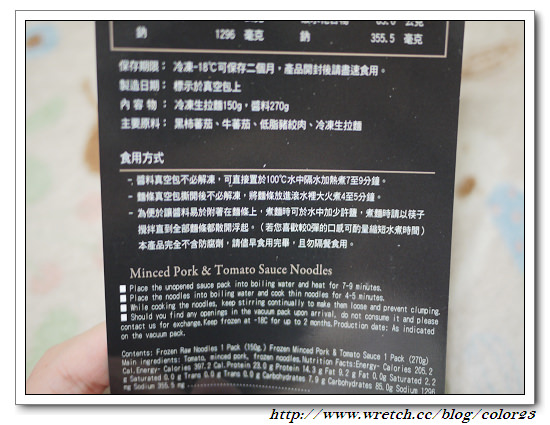 鈉 1296 毫克 鈉 355.5 毫克
保存期限： 冷凍-18℃可保存二個月，產品開封後請盡速食用。
製造日期： 標示於真空包上
內 容 物： 冷凍生拉麵150g，醬料270g
主要原料： 黑柿蕃茄、牛蕃茄、低脂豬絞肉、冷凍生拉麵
食用方式
- 醬料真空包不必解凍，可直接置於100℃水中隔水加熱煮7至9分鐘。
- 麵條真空包撕開後不必解凍，將麵條放進滾水裡大火煮4至5分鐘。
- 為便於讓醬料易於附著在麵條上，煮麵時可於水中加少許鹽，煮麵時請以筷子
攪拌直到全部麵條都散開浮起。（若您喜歡較Q彈的口感可酌量縮短水煮時間）
本產品完全不含防腐劑，請儘早食用完畢，且勿隔餐食用。
Minced Pork & Tomato Sauce Noodles
Place the unopened sauce pack into boiling water and heat for 7-9 minutes.
Place the noodles into boiling water and cook thin noodles for 4-5 minutes.
While cooking the noodles, keep stirring continually to make them loose and prevent clumping.
Should you find any openings in the vacuum pack upon arrival, do not consume it and please
contact us for exchange.Keep frozen at -18C for up to 2 months.Production date: As indicated
on the vacuum pack.
Contents: Frozen Raw Noodles 1 Pack (150g.) Frozen Minced Pork & Tomato Sauce 1 Pack (270g)
Main ingredients: Tomato, minced pork, frozen noodles.Nutrition Facts:Energy- Calories 205.2
Cal.Energy- Calories 397.2 Cal.Protein 23.0 g Protein 14.3 g Fat 9.2 g Fat 0.0g Saturated 2.2
g Saturated 0.0 g Trans 0.0 g Trans 0.0 g Carbohydrates 7.9 g Carbohydrates 85.0g Sodium 1296
mg Sodium 355.5 mg
http://www.wretch.cc/blog/color23